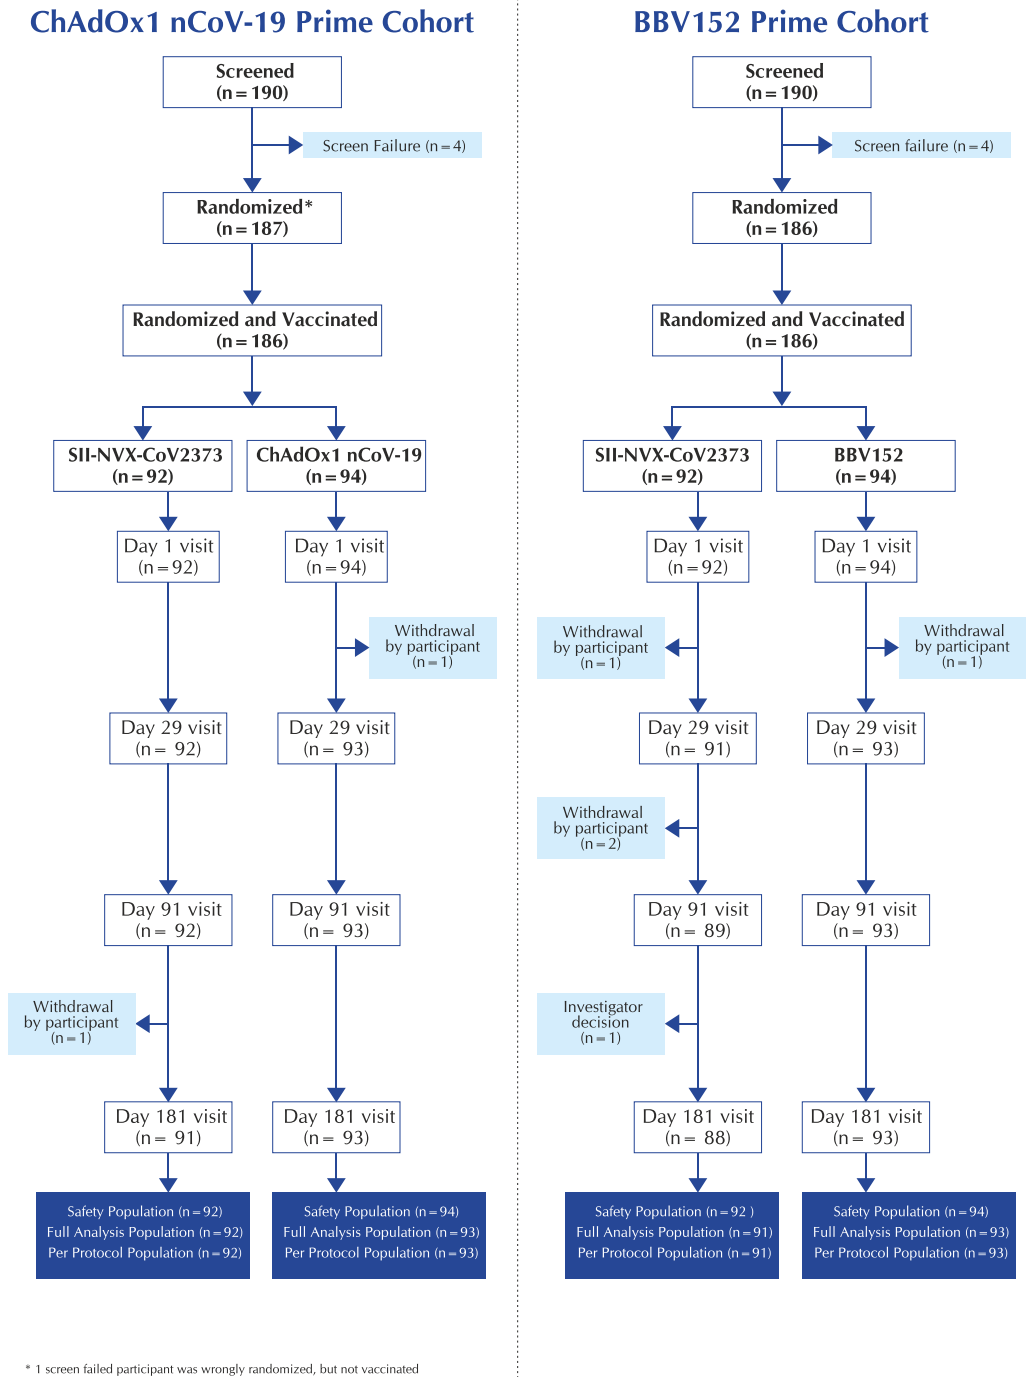 ChAdOx1 nCoV-19 Prime Cohort
Screened
(n=190)
Screen Failure (n=4)
Randomized*
(n=187)
Randomized and Vaccinated
(n=186)
SII-NVX-CoV2373
(n=92)
ChAdOx1 nCoV-19
(n=94)
Day 1 visit
(n=92)
Day 1 visit
(n=94)
Withdrawal
by participant
(n=1)
Day 29 visit
(n= 92)
Day 29 visit
(n= 93)
Day 91 visit
(n= 92)
Day 91 visit
(n= 93)
Withdrawal
by participant
(n=1)
Day 181 visit
(n= 91)
Day 181 visit
(n= 93)
Safety Population (n=92)
Full Analysis Population (n=92)
Per Protocol Population (n=92)
Safety Population (n=94)
Full Analysis Population (n=93)
Per Protocol Population (n=93)
* 1 screen failed participant was wrongly randomized, but not vaccinated
BBV152 Prime Cohort
Screened
(n=190)
Screen failure (n=4)
Randomized
(n=186)
Randomized and Vaccinated
(n=186)
SII-NVX-CoV2373
(n=92)
BBV152
(n=94)
Day 1 visit
(n=92)
Day 1 visit
(n=94)
Withdrawal
by participant
(n=1)
Withdrawal
by participant
(n=1)
Day 29 visit
(n= 91)
Day 29 visit
(n= 93)
Withdrawal
by participant
(n=2)
Day 91 visit
(n= 89)
Day 91 visit
(n= 93)
Investigator
decision
(n=1)
Day 181 visit
(n= 88)
Day 181 visit
(n= 93)
Safety Population (n=92 )
Full Analysis Population (n=91)
Per Protocol Population (n=91)
Safety Population (n=94)
Full Analysis Population (n=93)
Per Protocol Population (n=93)